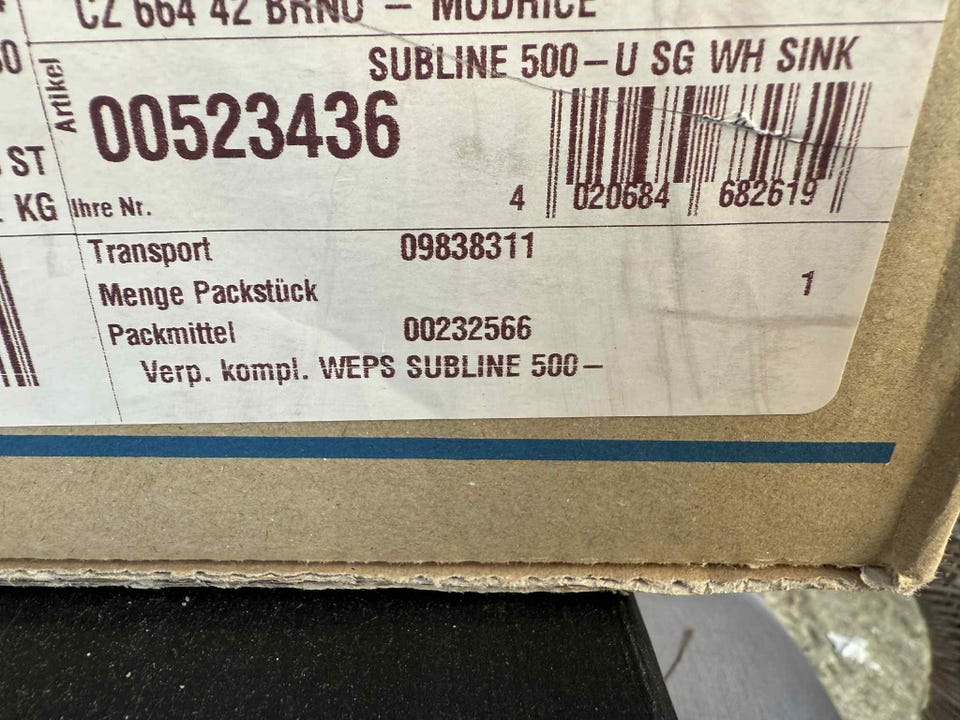 CZ 664 42 BRNO – MODRICE
SUBLINE 500–U SG WH SINK
Artikel
00523436
ST
KG
Ihre Nr.
4 020684 682619
Transport 09838311
Menge Packstück 1
Packmittel 00232566
Verp. kompl. WEPS SUBLINE 500–